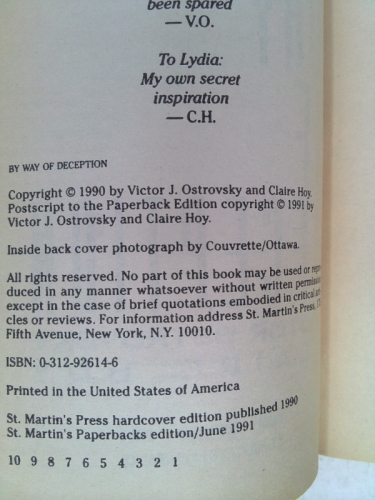 been spared
— V.O.
To Lydia:
My own secret
inspiration
— C.H.
BY WAY OF DECEPTION
Copyright © 1990 by Victor J. Ostrovsky and Claire Hoy.
Postscript to the Paperback Edition copyright © 1991 by
Victor J. Ostrovsky and Claire Hoy.
Inside back cover photograph by Couvrette/Ottawa.
All rights reserved. No part of this book may be used or repro-
duced in any manner whatsoever without written permission
except in the case of brief quotations embodied in critical
cles or reviews. For information address St. Martin's Press,
Fifth Avenue, New York, N.Y. 10010.
ISBN: 0-312-92614-6
Printed in the United States of America
St. Martin's Press hardcover edition published 1990
St. Martin's Paperbacks edition/June 1991
10 9 8 7 6 5 4 3 2 1